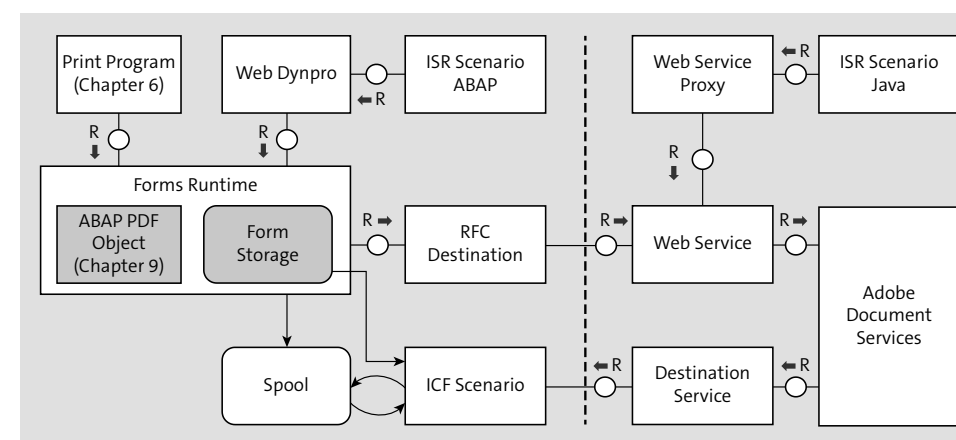 Print Program
(Chapter 6)
Web Dynpro
ISR Scenario
ABAP
Web Service
Proxy
ISR Scenario
Java
R
R
R
R
R
Forms Runtime
ABAP PDF
Object
(Chapter 9)
Form
Storage
R
RFC
Destination
R
Web Service
R
Adobe
Document
Services
Spool
ICF Scenario
R
Destination
Service
R